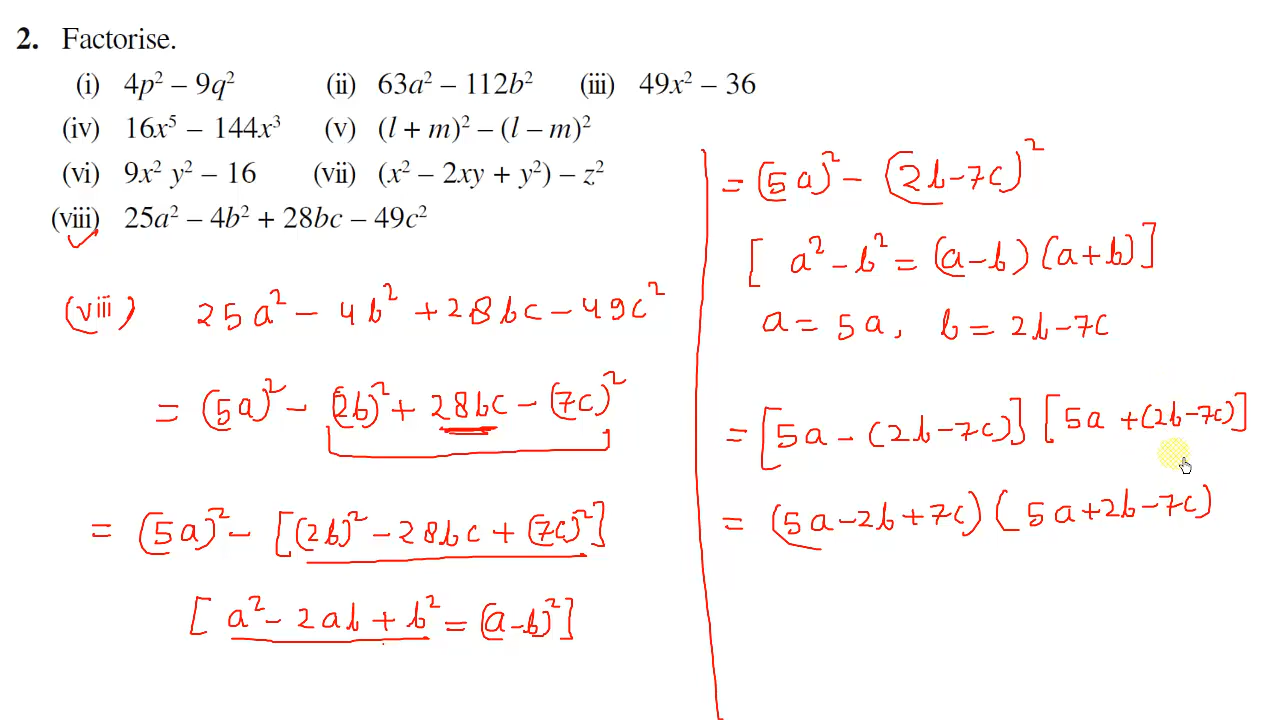 2. Factorise.
(i) 4p² – 9q² (ii) 63a² – 112b² (iii) 49x² – 36
(iv) 16x⁵ – 144x³ (v) (l + m)² – (l – m)²
(vi) 9x² y² – 16 (vii) (x² – 2xy + y²) – z²
(viii) 25a² – 4b² + 28bc – 49c²
(viii) 25a² – 4b² + 28bc – 49c²
= (5a)² – (2b)² + 28bc – (7c)²
= (5a)² – [(2b)² – 28bc + (7c)²]
[a² – 2ab + b² = (a–b)²]
= (5a)² – (2b–7c)²
[a² – b² = (a–b) (a+b)]
a = 5a, b = 2b–7c
= [5a – (2b–7c)] [5a + (2b–7c)]
= (5a–2b+7c) (5a+2b–7c)